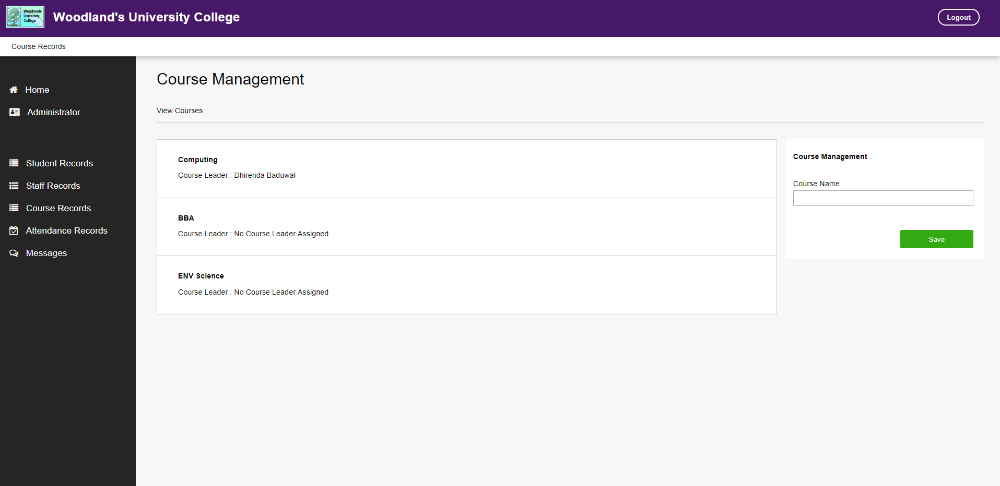 Woodlands
University
College
Woodland's University College
Logout
Course Records
Home
Administrator
Student Records
Staff Records
Course Records
Attendance Records
Messages
Course Management
View Courses
Computing
Course Leader : Dhirenda Baduwal
BBA
Course Leader : No Course Leader Assigned
ENV Science
Course Leader : No Course Leader Assigned
Course Management
Course Name
Save